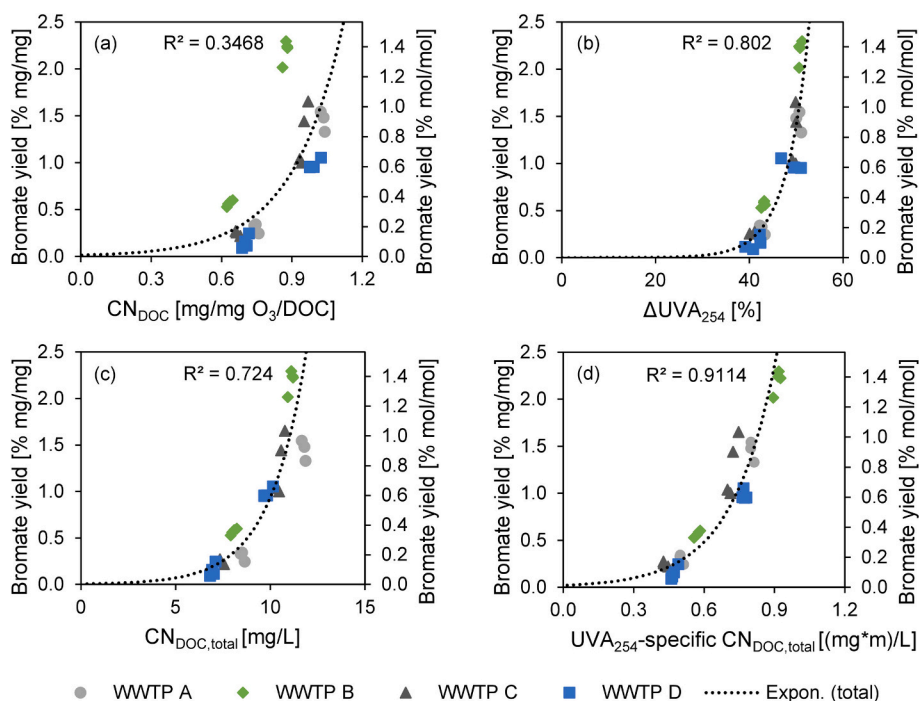 (a) R² = 0.3468
Bromate yield [% mg/mg]
2.5
2.0
1.5
1.0
0.5
0.0
0.0 0.3 0.6 0.9 1.2
CN_DOC [mg/mg O₃/DOC]
1.4
1.2
1.0
0.8
0.6
0.4
0.2
0.0
Bromate yield [% mol/mol]
(b) R² = 0.802
Bromate yield [% mg/mg]
2.5
2.0
1.5
1.0
0.5
0.0
0 20 40 60
ΔUVA₂₅₄ [%]
1.4
1.2
1.0
0.8
0.6
0.4
0.2
0.0
Bromate yield [% mol/mol]
(c) R² = 0.724
Bromate yield [% mg/mg]
2.5
2.0
1.5
1.0
0.5
0.0
0 5 10 15
CN_DOC,total [mg/L]
1.4
1.2
1.0
0.8
0.6
0.4
0.2
0.0
Bromate yield [% mol/mol]
(d) R² = 0.9114
Bromate yield [% mg/mg]
2.5
2.0
1.5
1.0
0.5
0.0
0.0 0.3 0.6 0.9 1.2
UVA₂₅₄-specific CN_DOC,total [(mg*m)/L]
1.4
1.2
1.0
0.8
0.6
0.4
0.2
0.0
Bromate yield [% mol/mol]
WWTP A WWTP B WWTP C WWTP D Expon. (total)